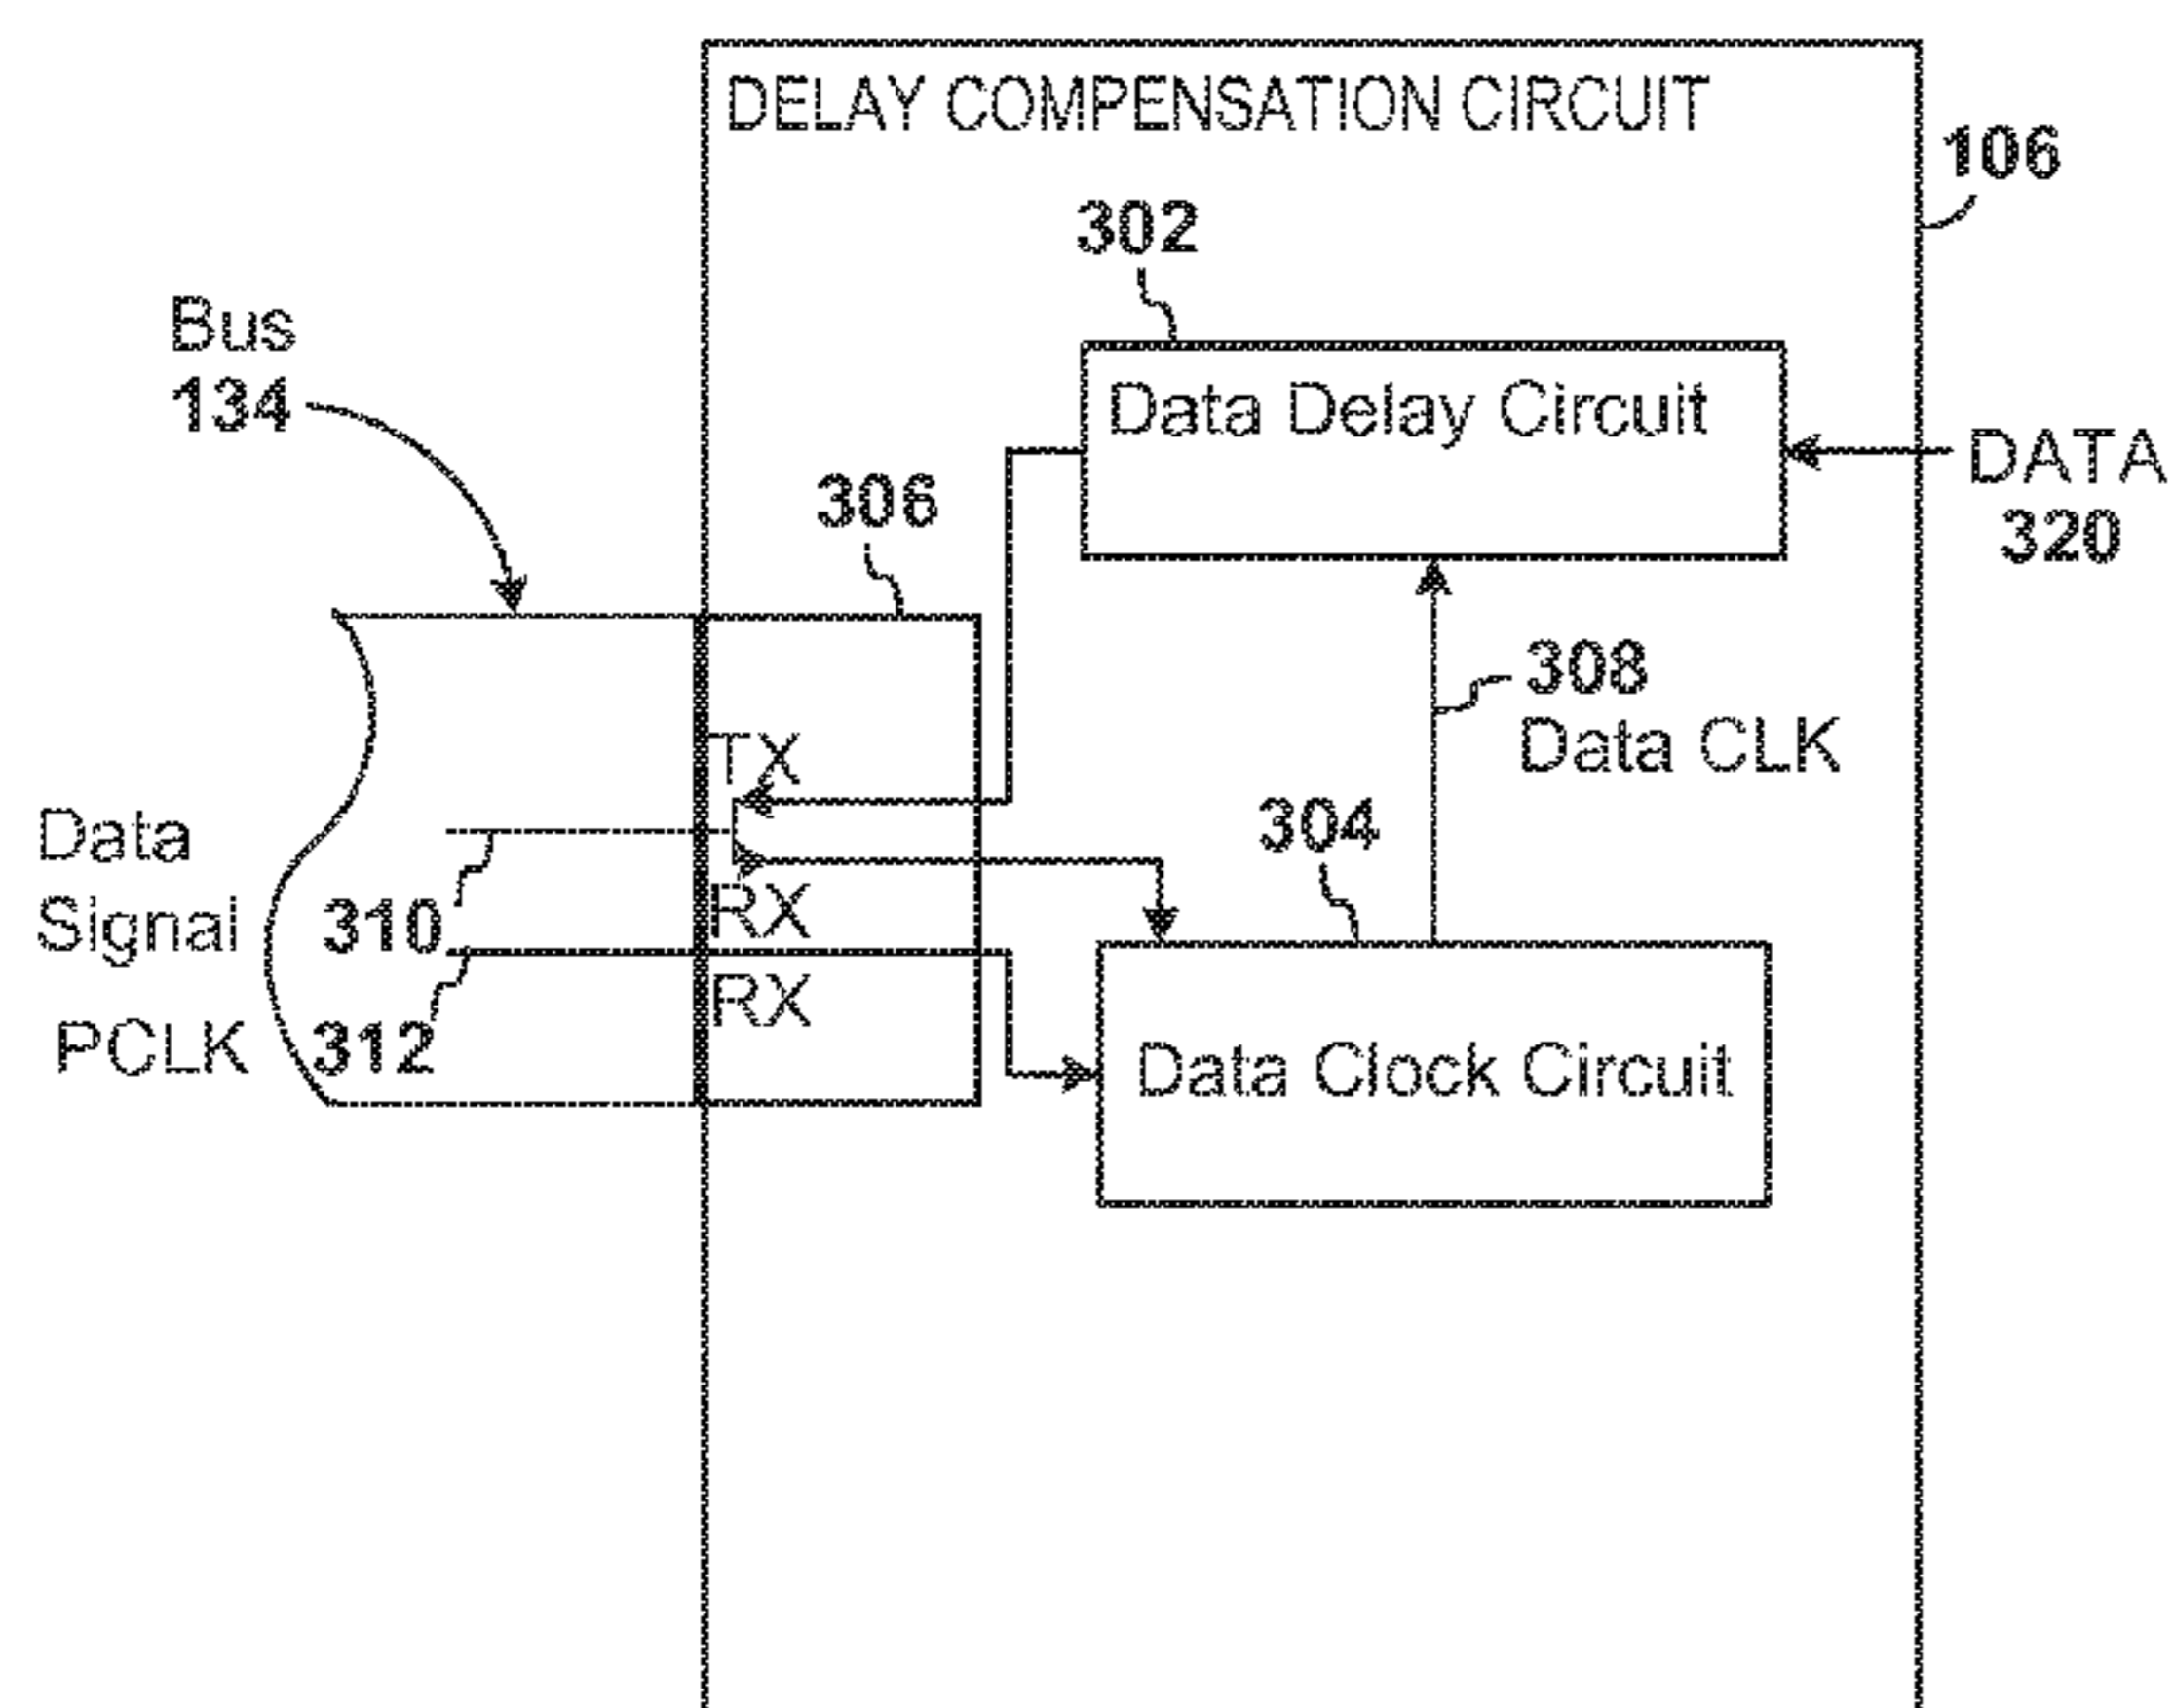 DELAY COMPENSATION CIRCUIT
106
302
Bus
134
Data Delay Circuit
DATA
320
306
308
Data CLK
TX
304
Data
Signal
310
RX
PCLK
312
RX
Data Clock Circuit